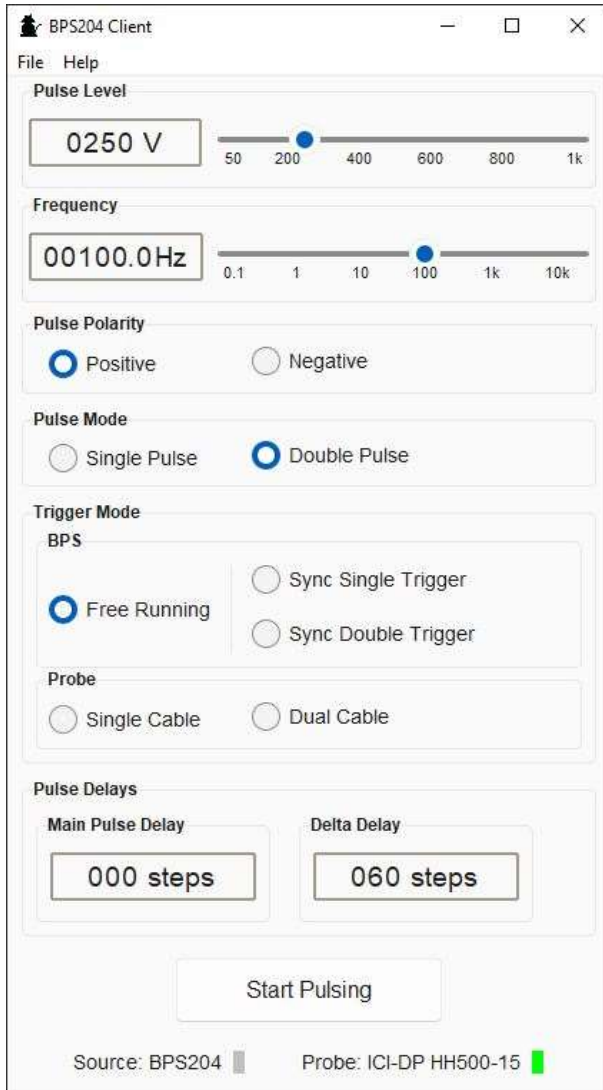 BPS204 Client
File Help
Pulse Level
0250 V
50 200 400 600 800 1k
Frequency
00100.0Hz
0.1 1 10 100 1k 10k
Pulse Polarity
Positive Negative
Pulse Mode
Single Pulse Double Pulse
Trigger Mode
BPS
Sync Single Trigger
Free Running
Sync Double Trigger
Probe
Single Cable Dual Cable
Pulse Delays
Main Pulse Delay Delta Delay
000 steps 060 steps
Start Pulsing
Source: BPS204 Probe: ICI-DP HH500-15